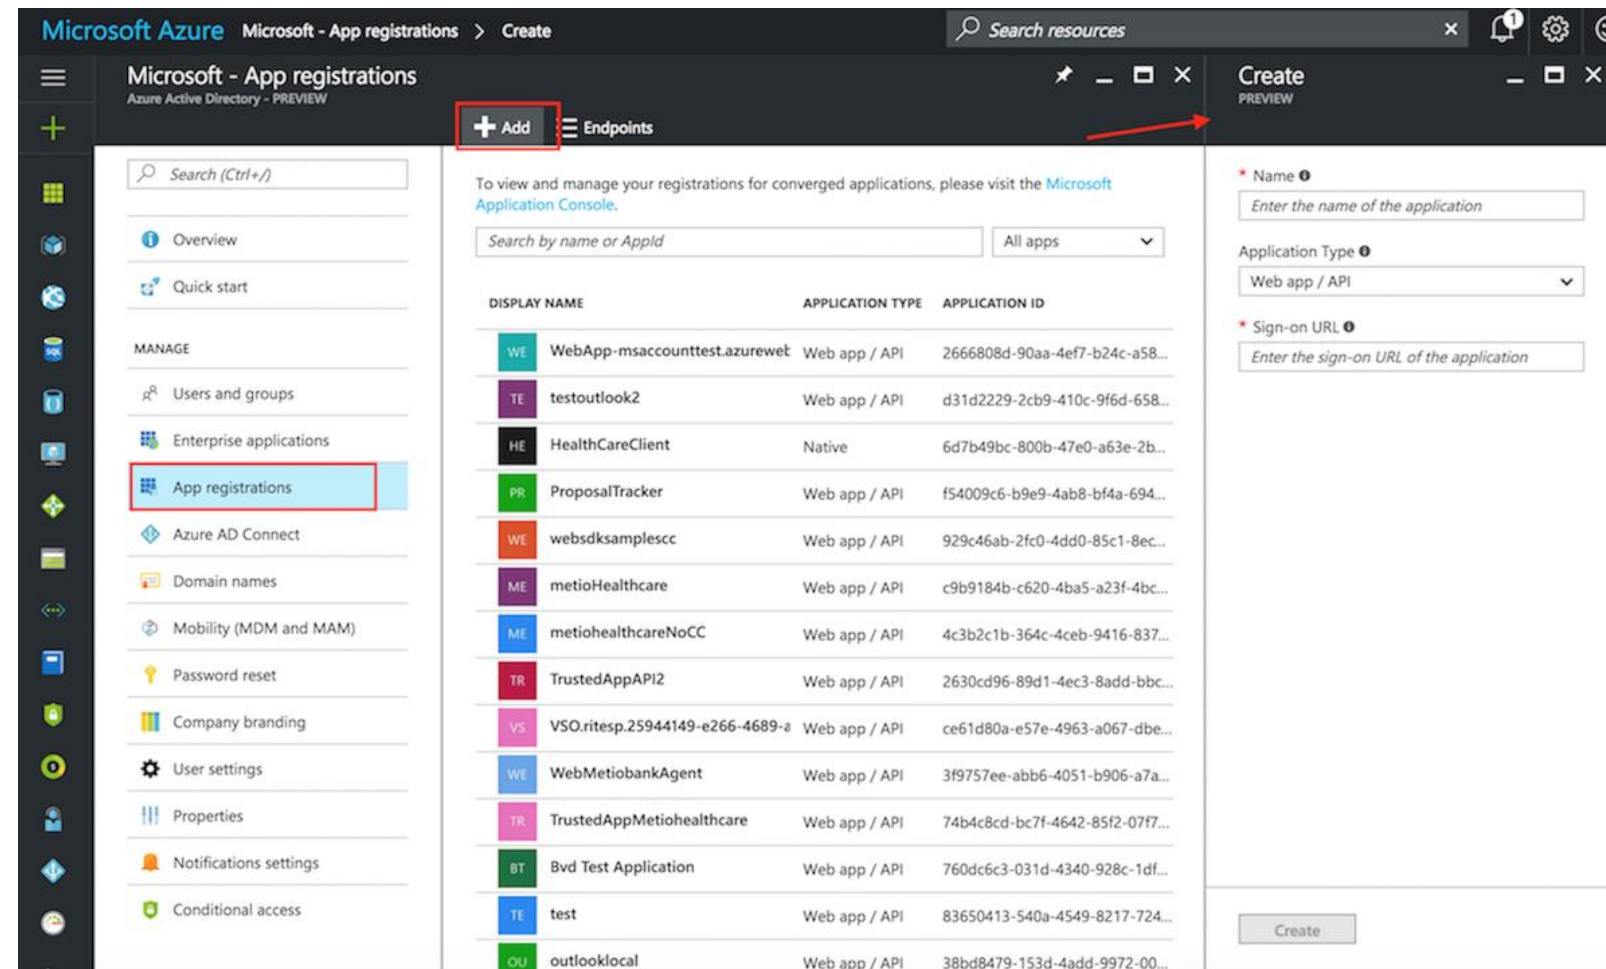 Microsoft Azure Microsoft - App registrations > Create
Search resources
1
Microsoft - App registrations
Azure Active Directory - PREVIEW
Add
Endpoints
Search (Ctrl+/)
Overview
Quick start
MANAGE
Users and groups
Enterprise applications
App registrations
Azure AD Connect
Domain names
Mobility (MDM and MAM)
Password reset
Company branding
User settings
Properties
Notifications settings
Conditional access
To view and manage your registrations for converged applications, please visit the Microsoft
Application Console.
Search by name or AppId
All apps
DISPLAY NAME APPLICATION TYPE APPLICATION ID
WE WebApp-msaccounttest.azureweb Web app / API 2666808d-90aa-4ef7-b24c-a58...
TE testoutlook2 Web app / API d31d2229-2cb9-410c-9f6d-658...
HE HealthCareClient Native 6d7b49bc-800b-47e0-a63e-2b...
PR ProposalTracker Web app / API f54009c6-b9e9-4ab8-bf4a-694...
WE websdksamplescc Web app / API 929c46ab-2fc0-4dd0-85c1-8ec...
ME metioHealthcare Web app / API c9b9184b-c620-4ba5-a23f-4bc...
ME metiohealthcareNoCC Web app / API 4c3b2c1b-364c-4ceb-9416-837...
TR TrustedAppAPI2 Web app / API 2630cd96-89d1-4ec3-8add-bbc...
VS VSO.ritesp.25944149-e266-4689-a Web app / API ce61d80a-e57e-4963-a067-dbe...
WE WebMetiobankAgent Web app / API 3f9757ee-abb6-4051-b906-a7a...
TR TrustedAppMetiohealthcare Web app / API 74b4c8cd-bc7f-4642-85f2-07f7...
BT Bvd Test Application Web app / API 760dc6c3-031d-4340-928c-1df...
TE test Web app / API 83650413-540a-4549-8217-724...
OU outlooklocal Web app / API 38bd8479-153d-4add-9972-00...
Create
PREVIEW
* Name
Enter the name of the application
Application Type
Web app / API
* Sign-on URL
Enter the sign-on URL of the application
Create